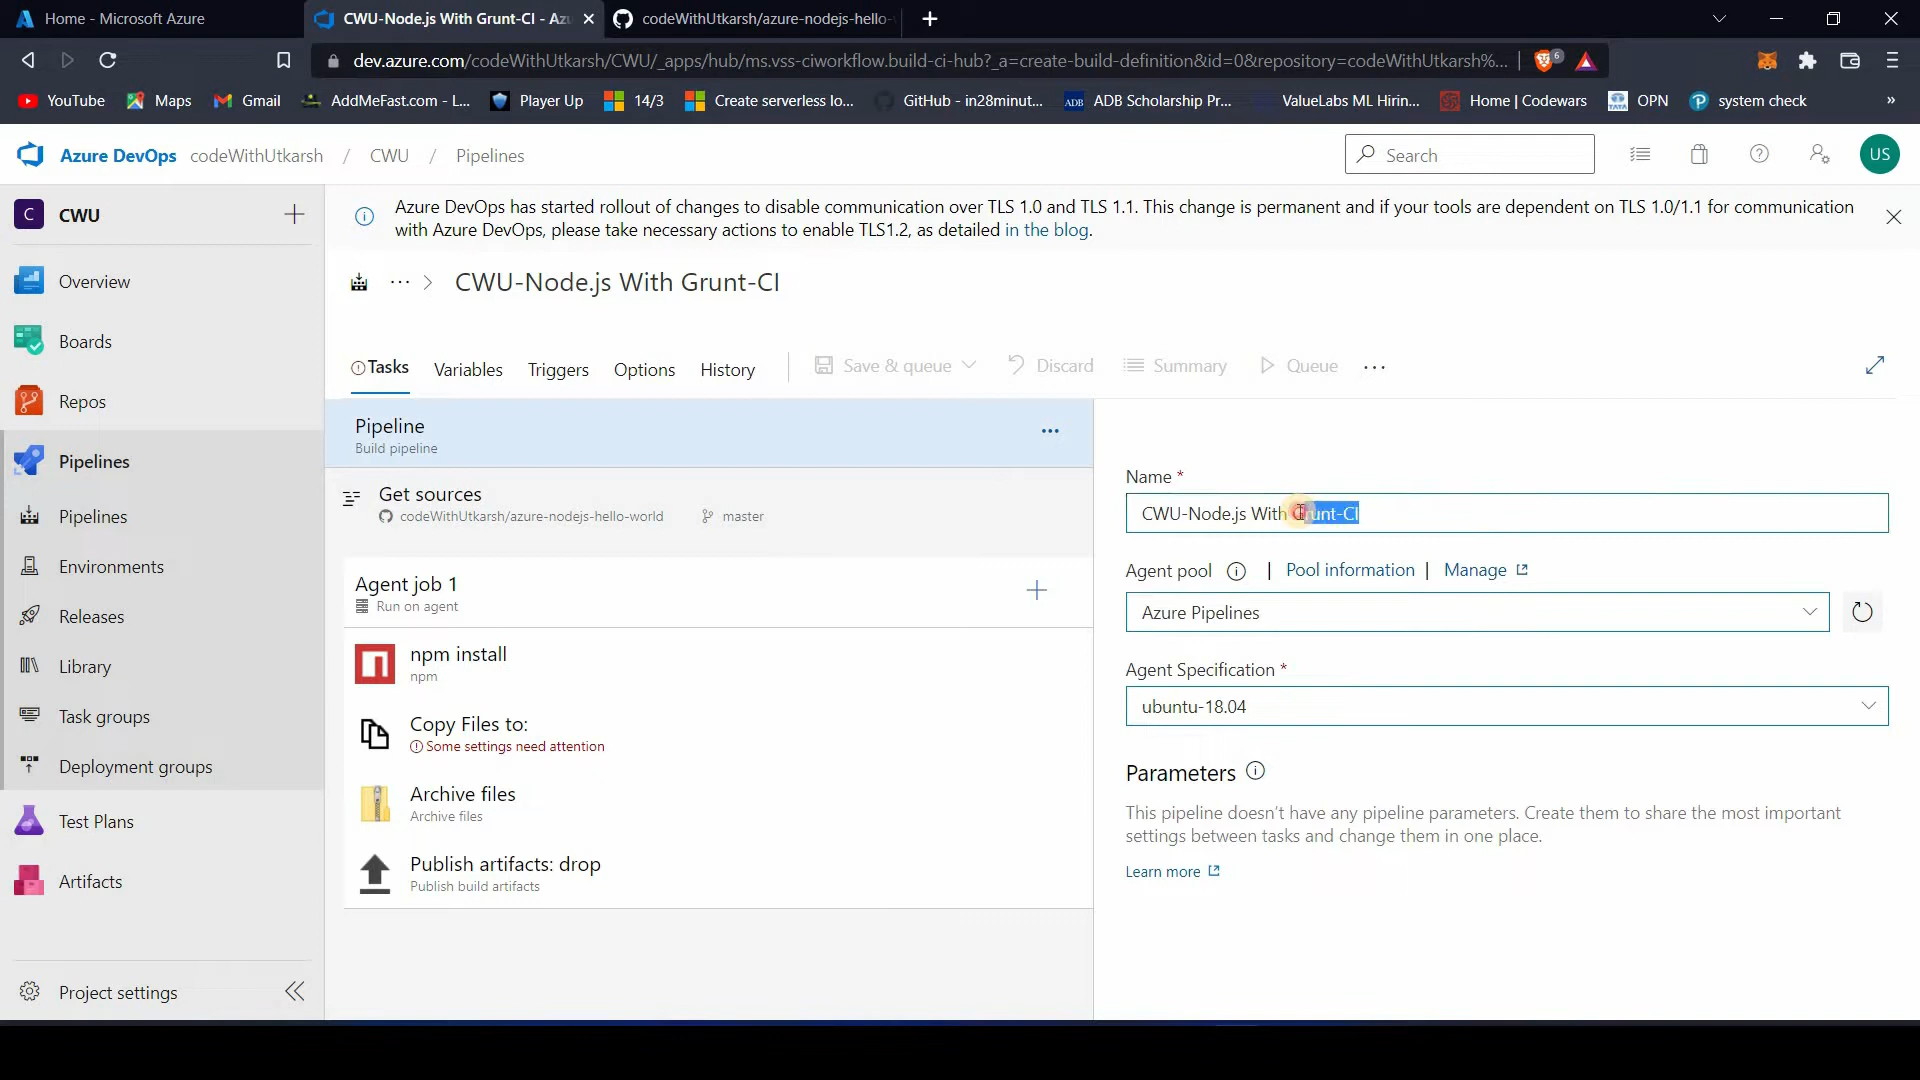 Home - Microsoft Azure
CWU-Node.js With Grunt-CI - Az
codeWithUtkarsh/azure-nodejs-hello-
dev.azure.com/codeWithUtkarsh/CWU/_apps/hub/ms.vss-ciworkflow.build-ci-hub?_a=create-build-definition&id=0&repository=codeWithUtkarsh%...
6
YouTube
Maps
Gmail
AddMeFast.com - L...
Player Up
14/3
Create serverless lo...
GitHub - in28minut...
ADB
ADB Scholarship Pr...
ValueLabs ML Hirin...
Home | Codewars
TATA
OPN
system check
»
Azure DevOps
codeWithUtkarsh / CWU / Pipelines
Search
US
C
CWU
Azure DevOps has started rollout of changes to disable communication over TLS 1.0 and TLS 1.1. This change is permanent and if your tools are dependent on TLS 1.0/1.1 for communication
with Azure DevOps, please take necessary actions to enable TLS1.2, as detailed in the blog.
... > CWU-Node.js With Grunt-CI
Overview
Boards
Repos
Pipelines
Pipelines
Environments
Releases
Library
Task groups
Deployment groups
Test Plans
Artifacts
Project settings
Tasks
Variables
Triggers
Options
History
Save & queue
Discard
Summary
Queue
...
Pipeline
Build pipeline
...
Get sources
codeWithUtkarsh/azure-nodejs-hello-world
master
Agent job 1
Run on agent
npm install
npm
Copy Files to:
Some settings need attention
Archive files
Archive files
Publish artifacts: drop
Publish build artifacts
Name *
CWU-Node.js With Grunt-CI
Agent pool | Pool information | Manage
Azure Pipelines
Agent Specification *
ubuntu-18.04
Parameters
This pipeline doesn't have any pipeline parameters. Create them to share the most important
settings between tasks and change them in one place.
Learn more